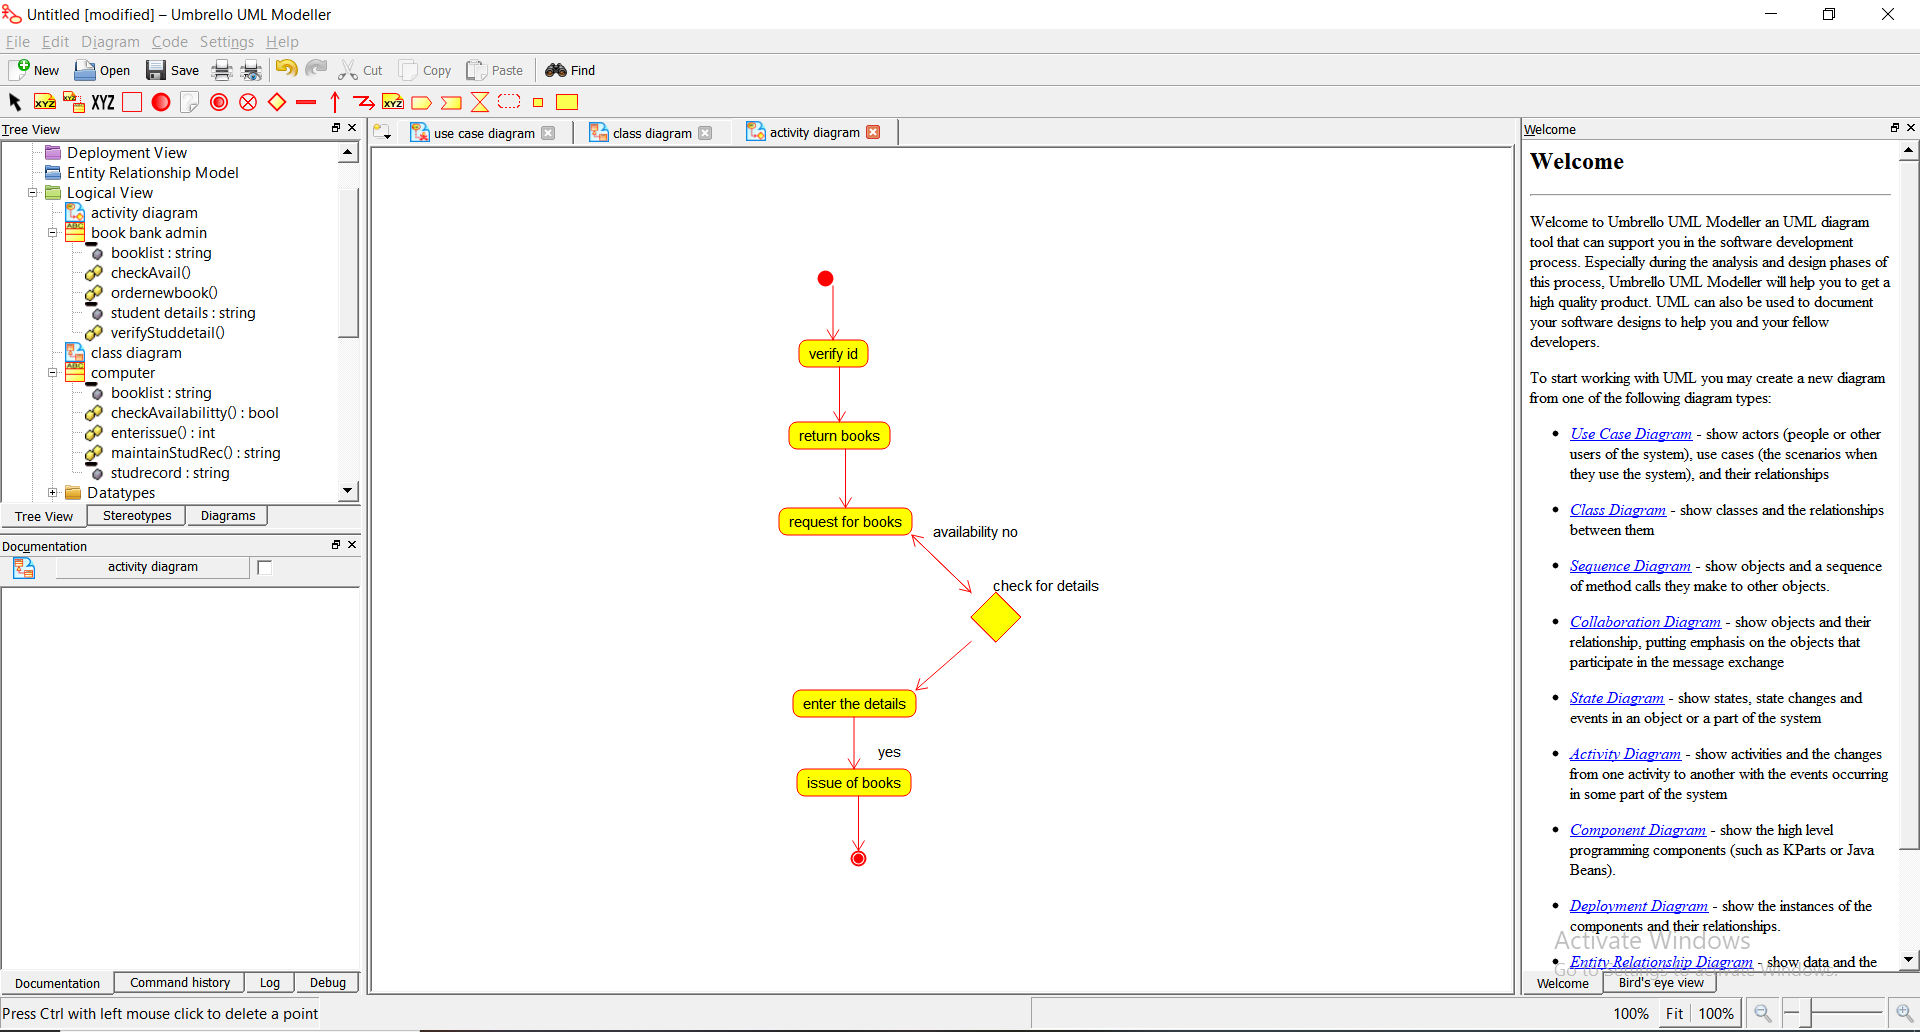 Untitled [modified] – Umbrello UML Modeller
File Edit Diagram Code Settings Help
New Open Save Cut Copy Paste Find
XYZ XYZ XYZ XYZ
Tree View
Deployment View
Entity Relationship Model
Logical View
activity diagram
ABC
book bank admin
booklist : string
checkAvail()
ordernewbook()
student details : string
verifyStuddetail()
class diagram
ABC
computer
booklist : string
checkAvailabilitty() : bool
enterissue() : int
maintainStudRec() : string
studrecord : string
Datatypes
Tree View Stereotypes Diagrams
Documentation
activity diagram
Documentation Command history Log Debug
use case diagram class diagram activity diagram
verify id
return books
request for books
availability no
check for details
enter the details
yes
issue of books
Welcome
Welcome
Welcome to Umbrello UML Modeller an UML diagram
tool that can support you in the software development
process. Especially during the analysis and design phases of
this process, Umbrello UML Modeller will help you to get a
high quality product. UML can also be used to document
your software designs to help you and your fellow
developers.
To start working with UML you may create a new diagram
from one of the following diagram types:
• Use Case Diagram - show actors (people or other
users of the system), use cases (the scenarios when
they use the system), and their relationships
• Class Diagram - show classes and the relationships
between them
• Sequence Diagram - show objects and a sequence
of method calls they make to other objects.
• Collaboration Diagram - show objects and their
relationship, putting emphasis on the objects that
participate in the message exchange
• State Diagram - show states, state changes and
events in an object or a part of the system
• Activity Diagram - show activities and the changes
from one activity to another with the events occurring
in some part of the system
• Component Diagram - show the high level
programming components (such as KParts or Java
Beans).
• Deployment Diagram - show the instances of the
components and their relationships.
Activate Windows
• Entity Relationship Diagram - show data and the
Go to Settings to activate Windows.
Welcome Bird's eye view
Press Ctrl with left mouse click to delete a point
100% Fit 100%